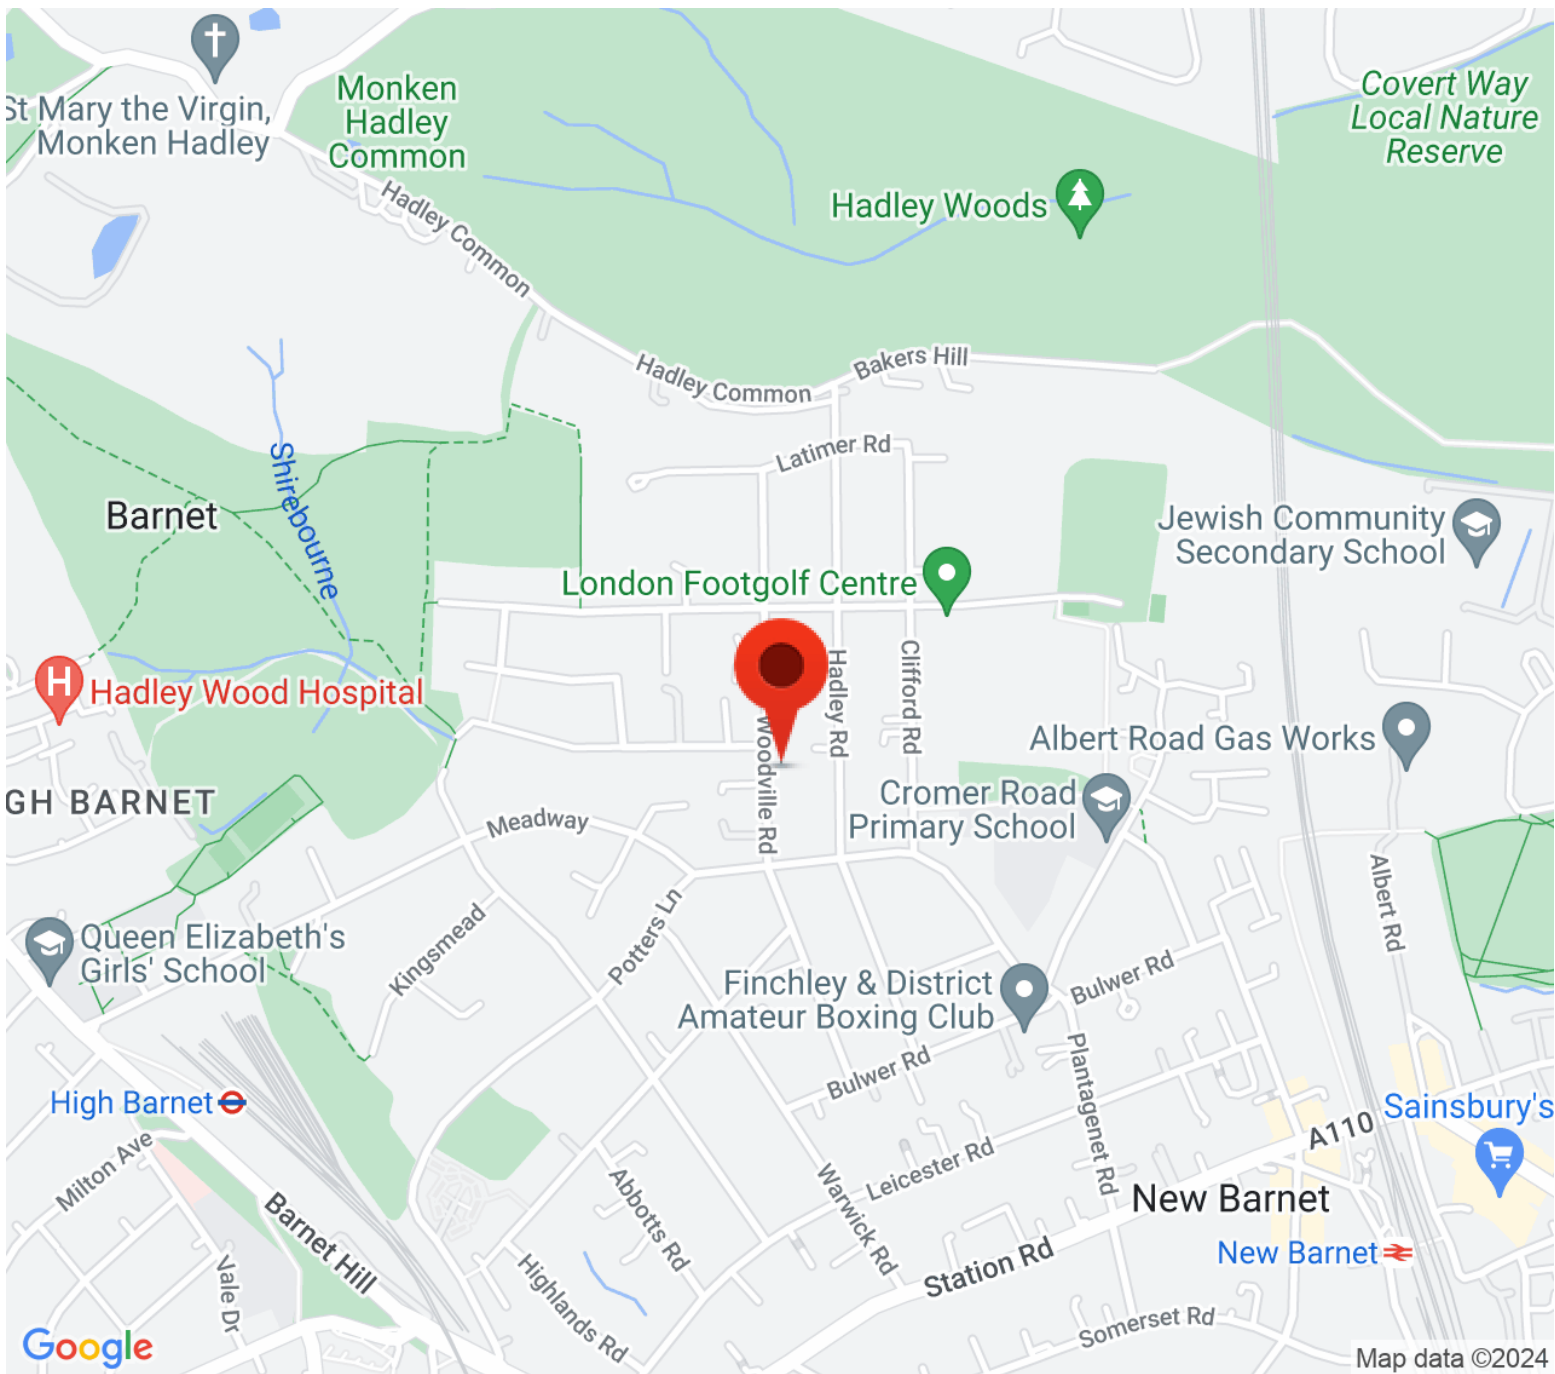 St Mary the Virgin,
Monken Hadley
Monken
Hadley
Common
Covert Way
Local Nature
Reserve
Hadley Woods
Hadley Common
Hadley Common
Bakers Hill
Latimer Rd
Shirebourne
Barnet
Jewish Community
Secondary School
London Footgolf Centre
Hadley Wood Hospital
Hadley Rd
Clifford Rd
Woodville Rd
Albert Road Gas Works
GH BARNET
Meadway
Cromer Road
Primary School
Albert Rd
Queen Elizabeth's
Girls' School
Kingsmead
Potters Ln
Finchley & District
Amateur Boxing Club
Bulwer Rd
Bulwer Rd
Plantagenet Rd
High Barnet
Sainsbury's
A110
Milton Ave
Leicester Rd
Warwick Rd
Abbotts Rd
New Barnet
Barnet Hill
New Barnet
Station Rd
Vale Dr
Highlands Rd
Somerset Rd
Google
Map data ©2024